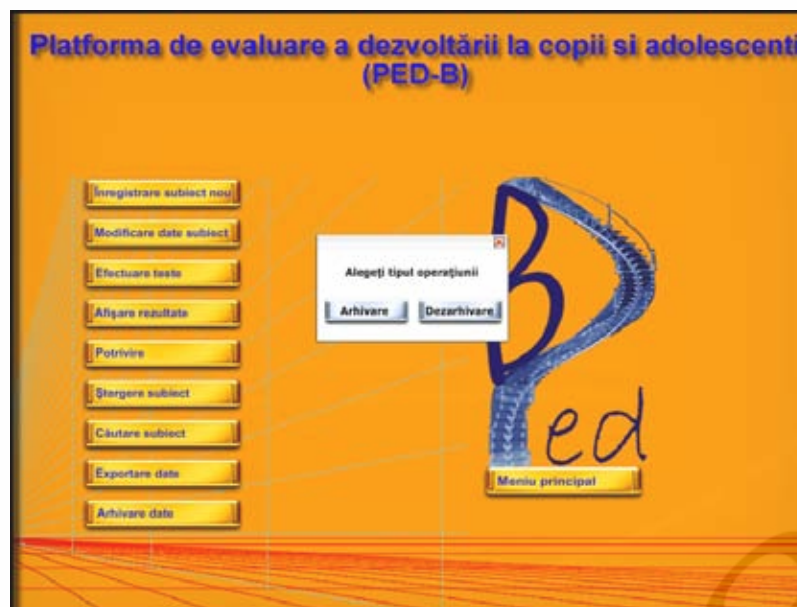 Platforma de evaluare a dezvoltării la copii si adolescenti
(PED-B)
Înregistrare subiect nou
Modificare date subiect
Efectuare teste
Afişare rezultate
Potrivire
Ştergere subiect
Căutare subiect
Exportare date
Arhivare date
Alegeţi tipul operaţiunii
Arhivare
Dezarhivare
B
Ped
Meniu principal